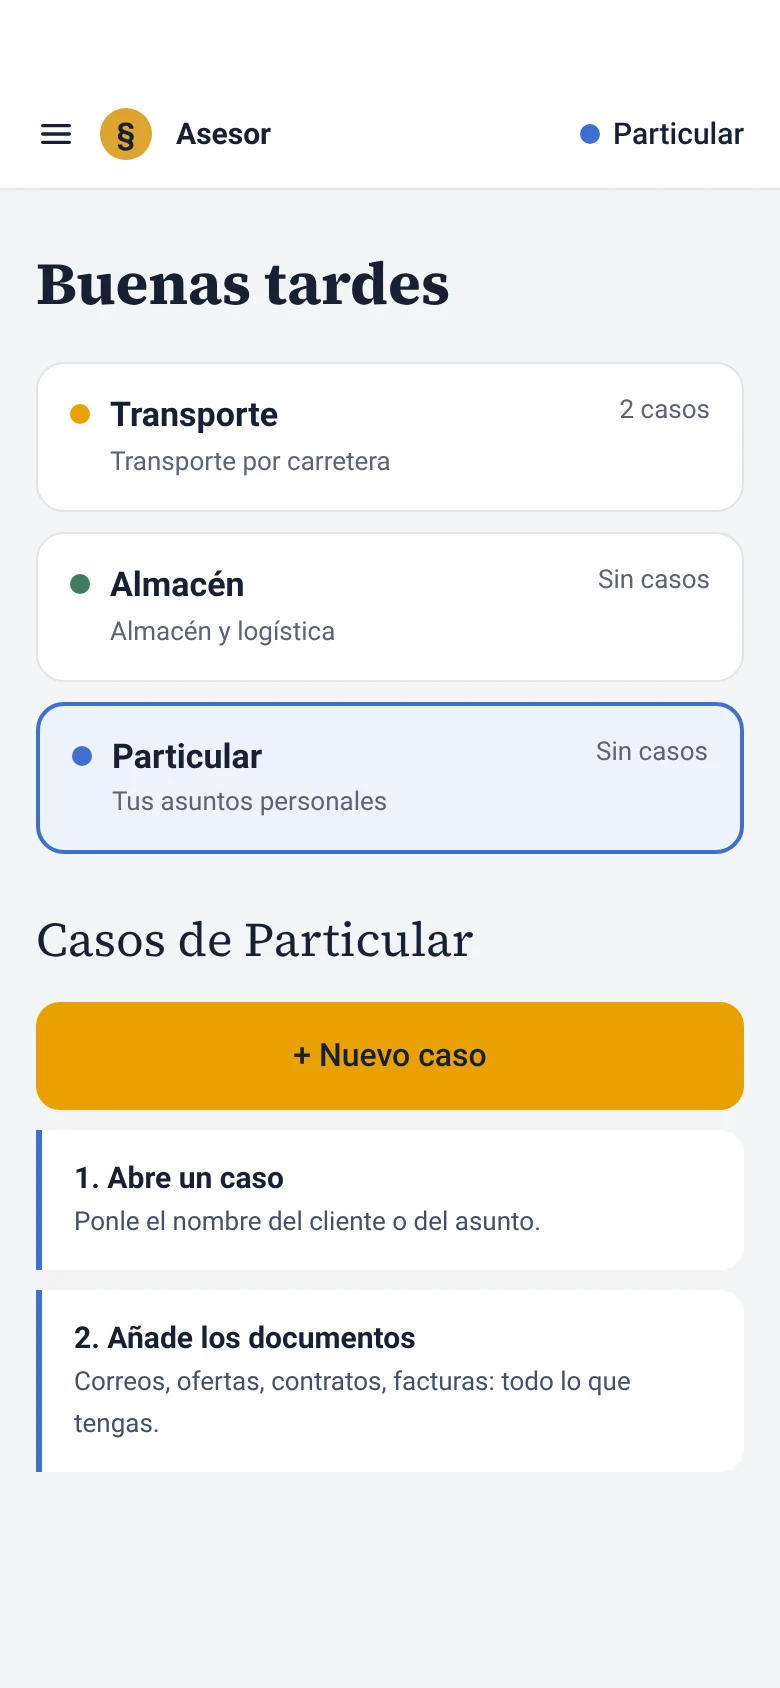 § Asesor
Particular
Buenas tardes
Transporte
2 casos
Transporte por carretera
Almacén
Sin casos
Almacén y logística
Particular
Sin casos
Tus asuntos personales
Casos de Particular
+ Nuevo caso
1. Abre un caso
Ponle el nombre del cliente o del asunto.
2. Añade los documentos
Correos, ofertas, contratos, facturas: todo lo que
tengas.